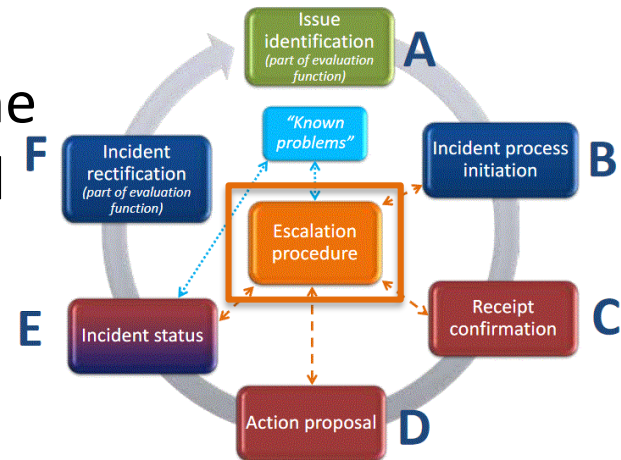 Issue
identification
(part of evaluation
function)
A
ne
l
"Known
problems"
F
Incident
rectification
(part of evaluation
function)
Incident process
initiation
B
Escalation
procedure
E
Incident status
Receipt
confirmation
C
Action proposal
D